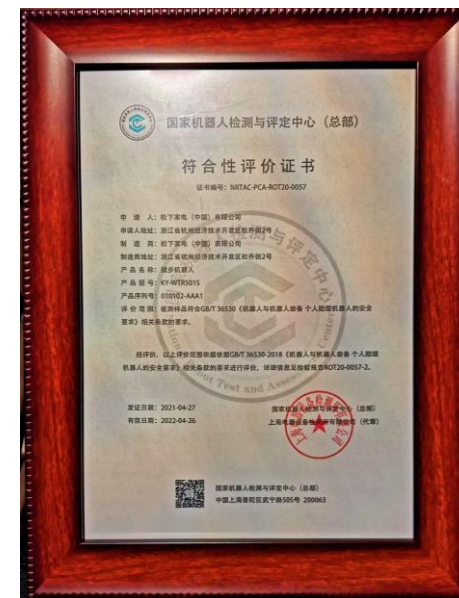 国家机器人检测与评定中心（总部）
符合性评价证书
证书编号：NRTAC-PCA-ROT20-0057
申 请 人：松下家电（中国）有限公司
申请人地址：浙江省杭州经济技术开发区松乔街2号
制 造 商：松下家电（中国）有限公司
制造商地址：浙江省杭州经济技术开发区松乔街2号
产 品 名 称：健步机器人
产 品 型 号：KY-WTR501S
产品序列号：010102-AAA1
评 价 范 围：被测样品符合GB/T 36530《机器人与机器人装备 个人助理机器人的安全
要求》相关条款的要求。
经评价，以上评价范围依据依据GB/T 36530-2018《机器人与机器人装备 个人助理
机器人的安全要求》相关条款的要求进行评价。详细信息见检验报告ROT20-0057-2。
Robot Test and
发证日期：2021-04-27
国家机器人检测与评定中心（总部）
有效日期：2022-04-26
上海电器设备检测所有限公司（代章）
国家机器人检测与评定中心（总部）
中国上海普陀区武宁路505号 200063